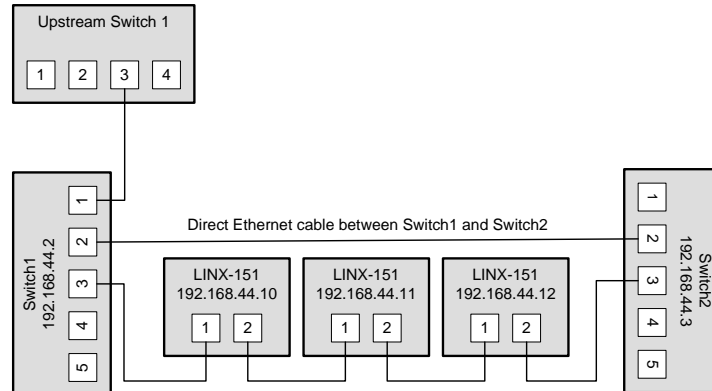 Upstream Switch 1
1 2 3 4
Switch1
192.168.44.2
1
2
3
4
5
Direct Ethernet cable between Switch1 and Switch2
LINX-151
192.168.44.10
1 2
LINX-151
192.168.44.11
1 2
LINX-151
192.168.44.12
1 2
Switch2
192.168.44.3
1
2
3
4
5